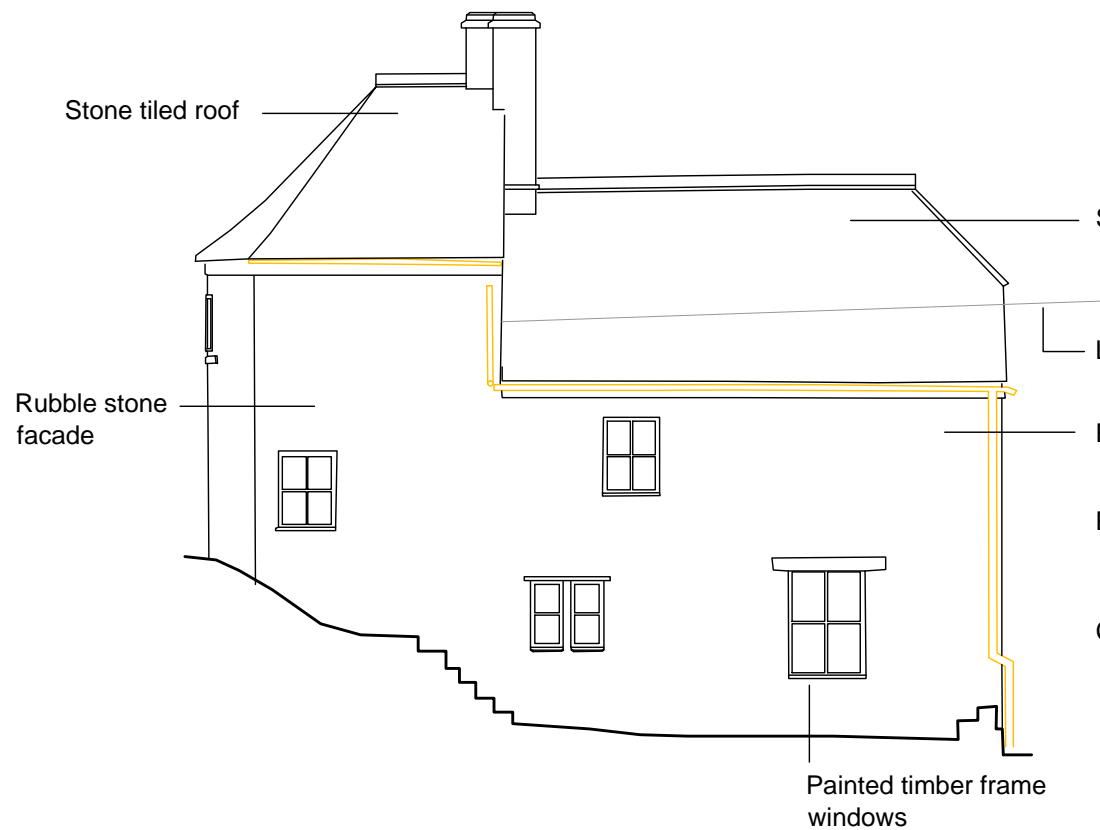 Stone tiled roof
Rubble stone
facade
Painted timber frame
windows